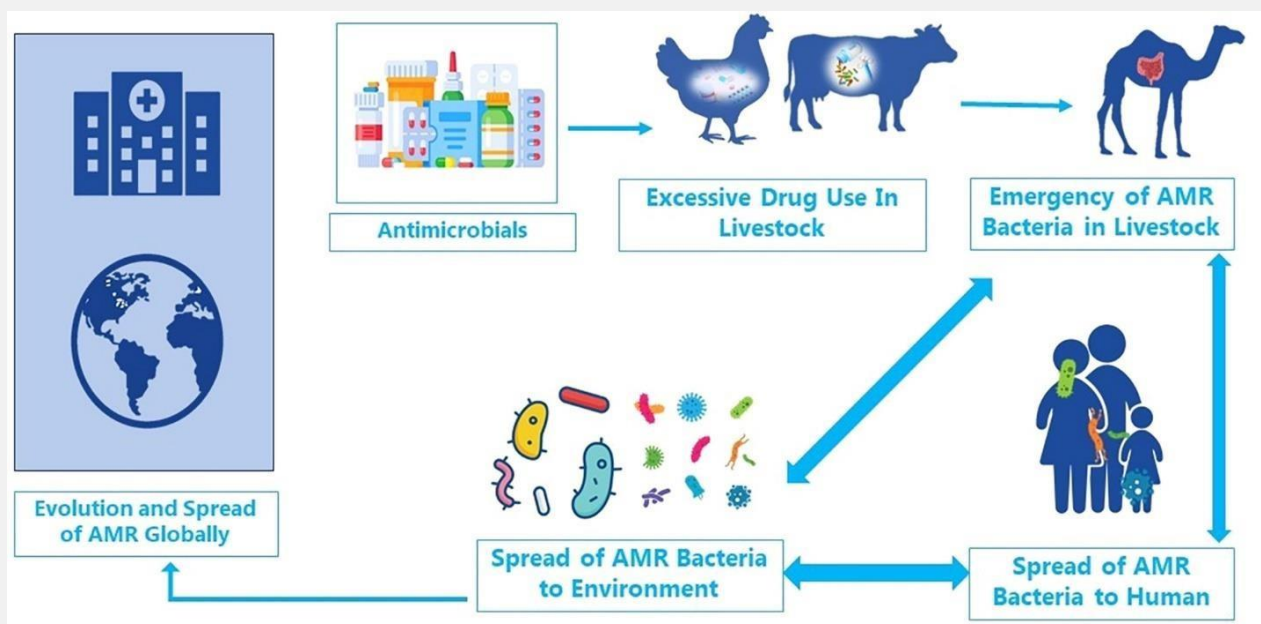 Antimicrobials
Excessive Drug Use In
Livestock
Emergency of AMR
Bacteria in Livestock
Evolution and Spread
of AMR Globally
Spread of AMR Bacteria
to Environment
Spread of AMR
Bacteria to Human